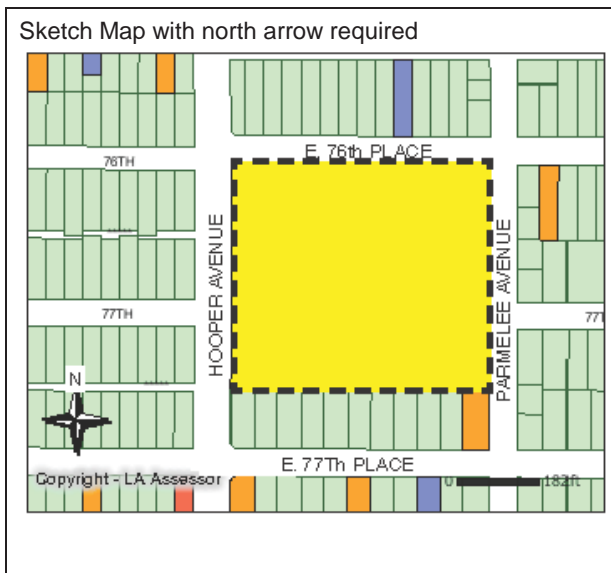 Sketch Map with north arrow required
E. 76th PLACE
76TH
HOOPER AVENUE
PARMELEE AVENUE
77TH
77T
N
E. 77Th PLACE
Copyright - LA Assessor
0 182ft